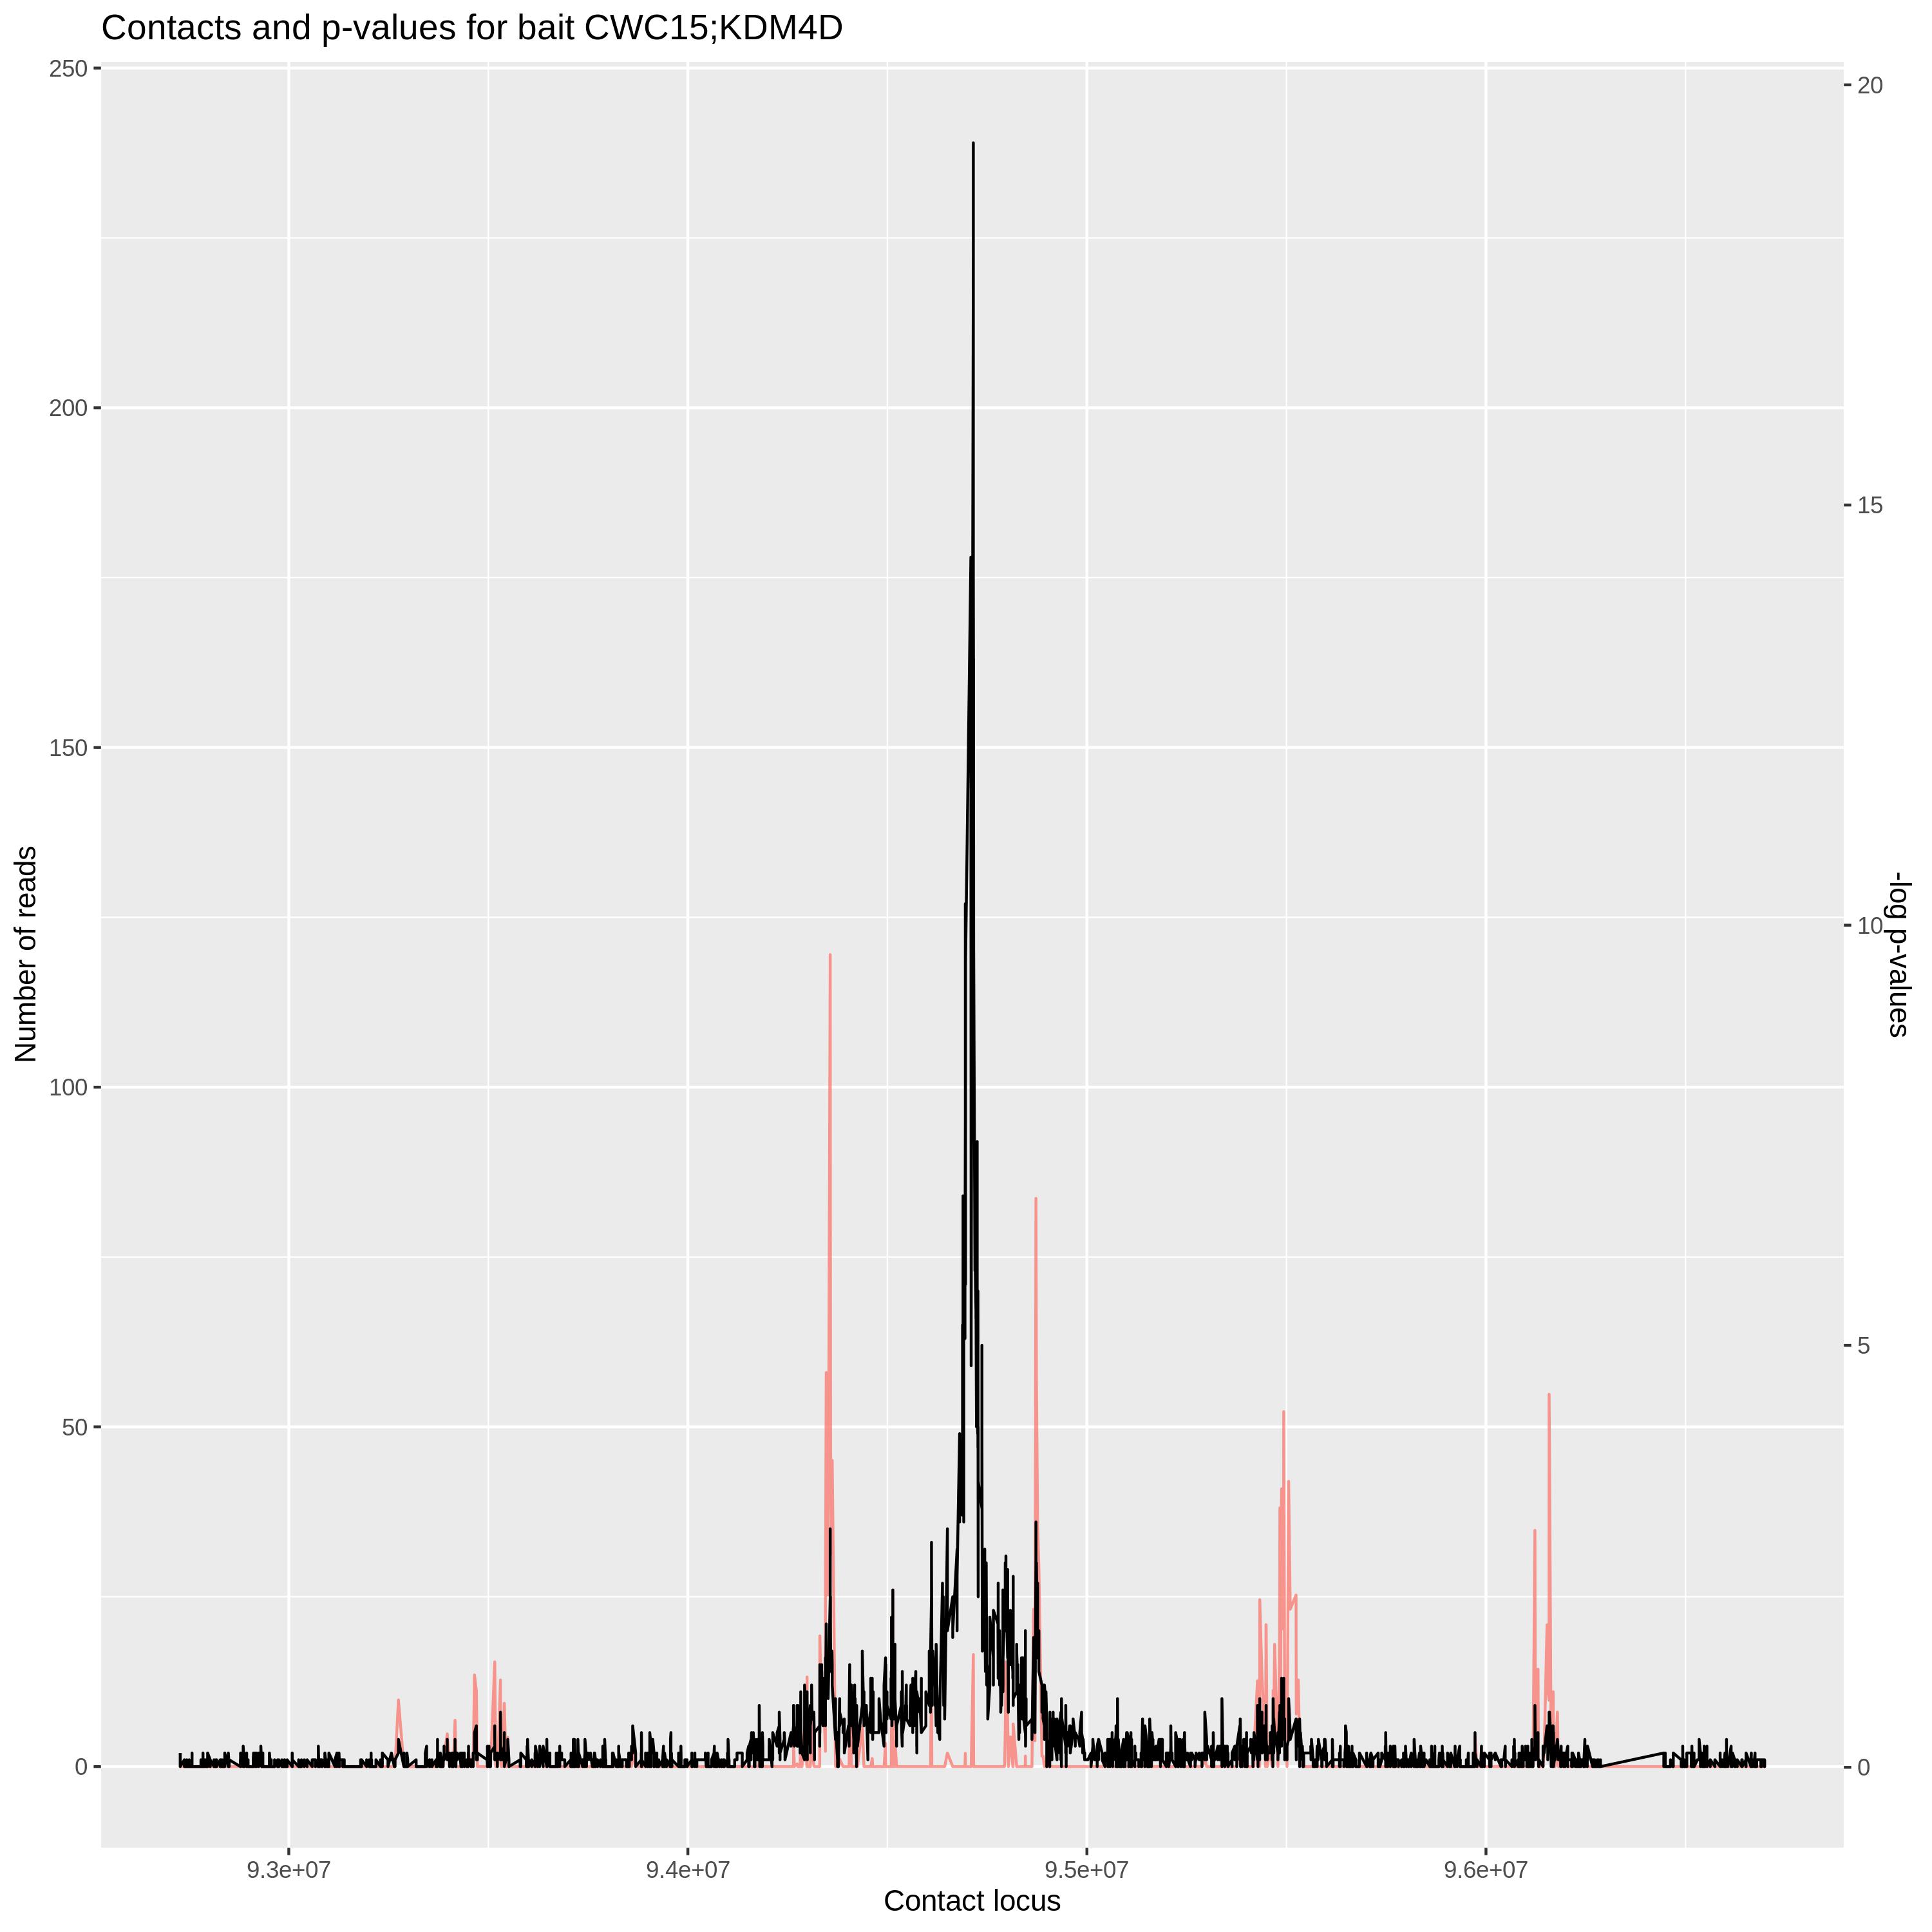 Contacts and p-values for bait CWC15;KDM4D
250
200
150
100
50
0
Number of reads
20
15
10
5
0
-log p-values
9.3e+07
9.4e+07
9.5e+07
9.6e+07
Contact locus